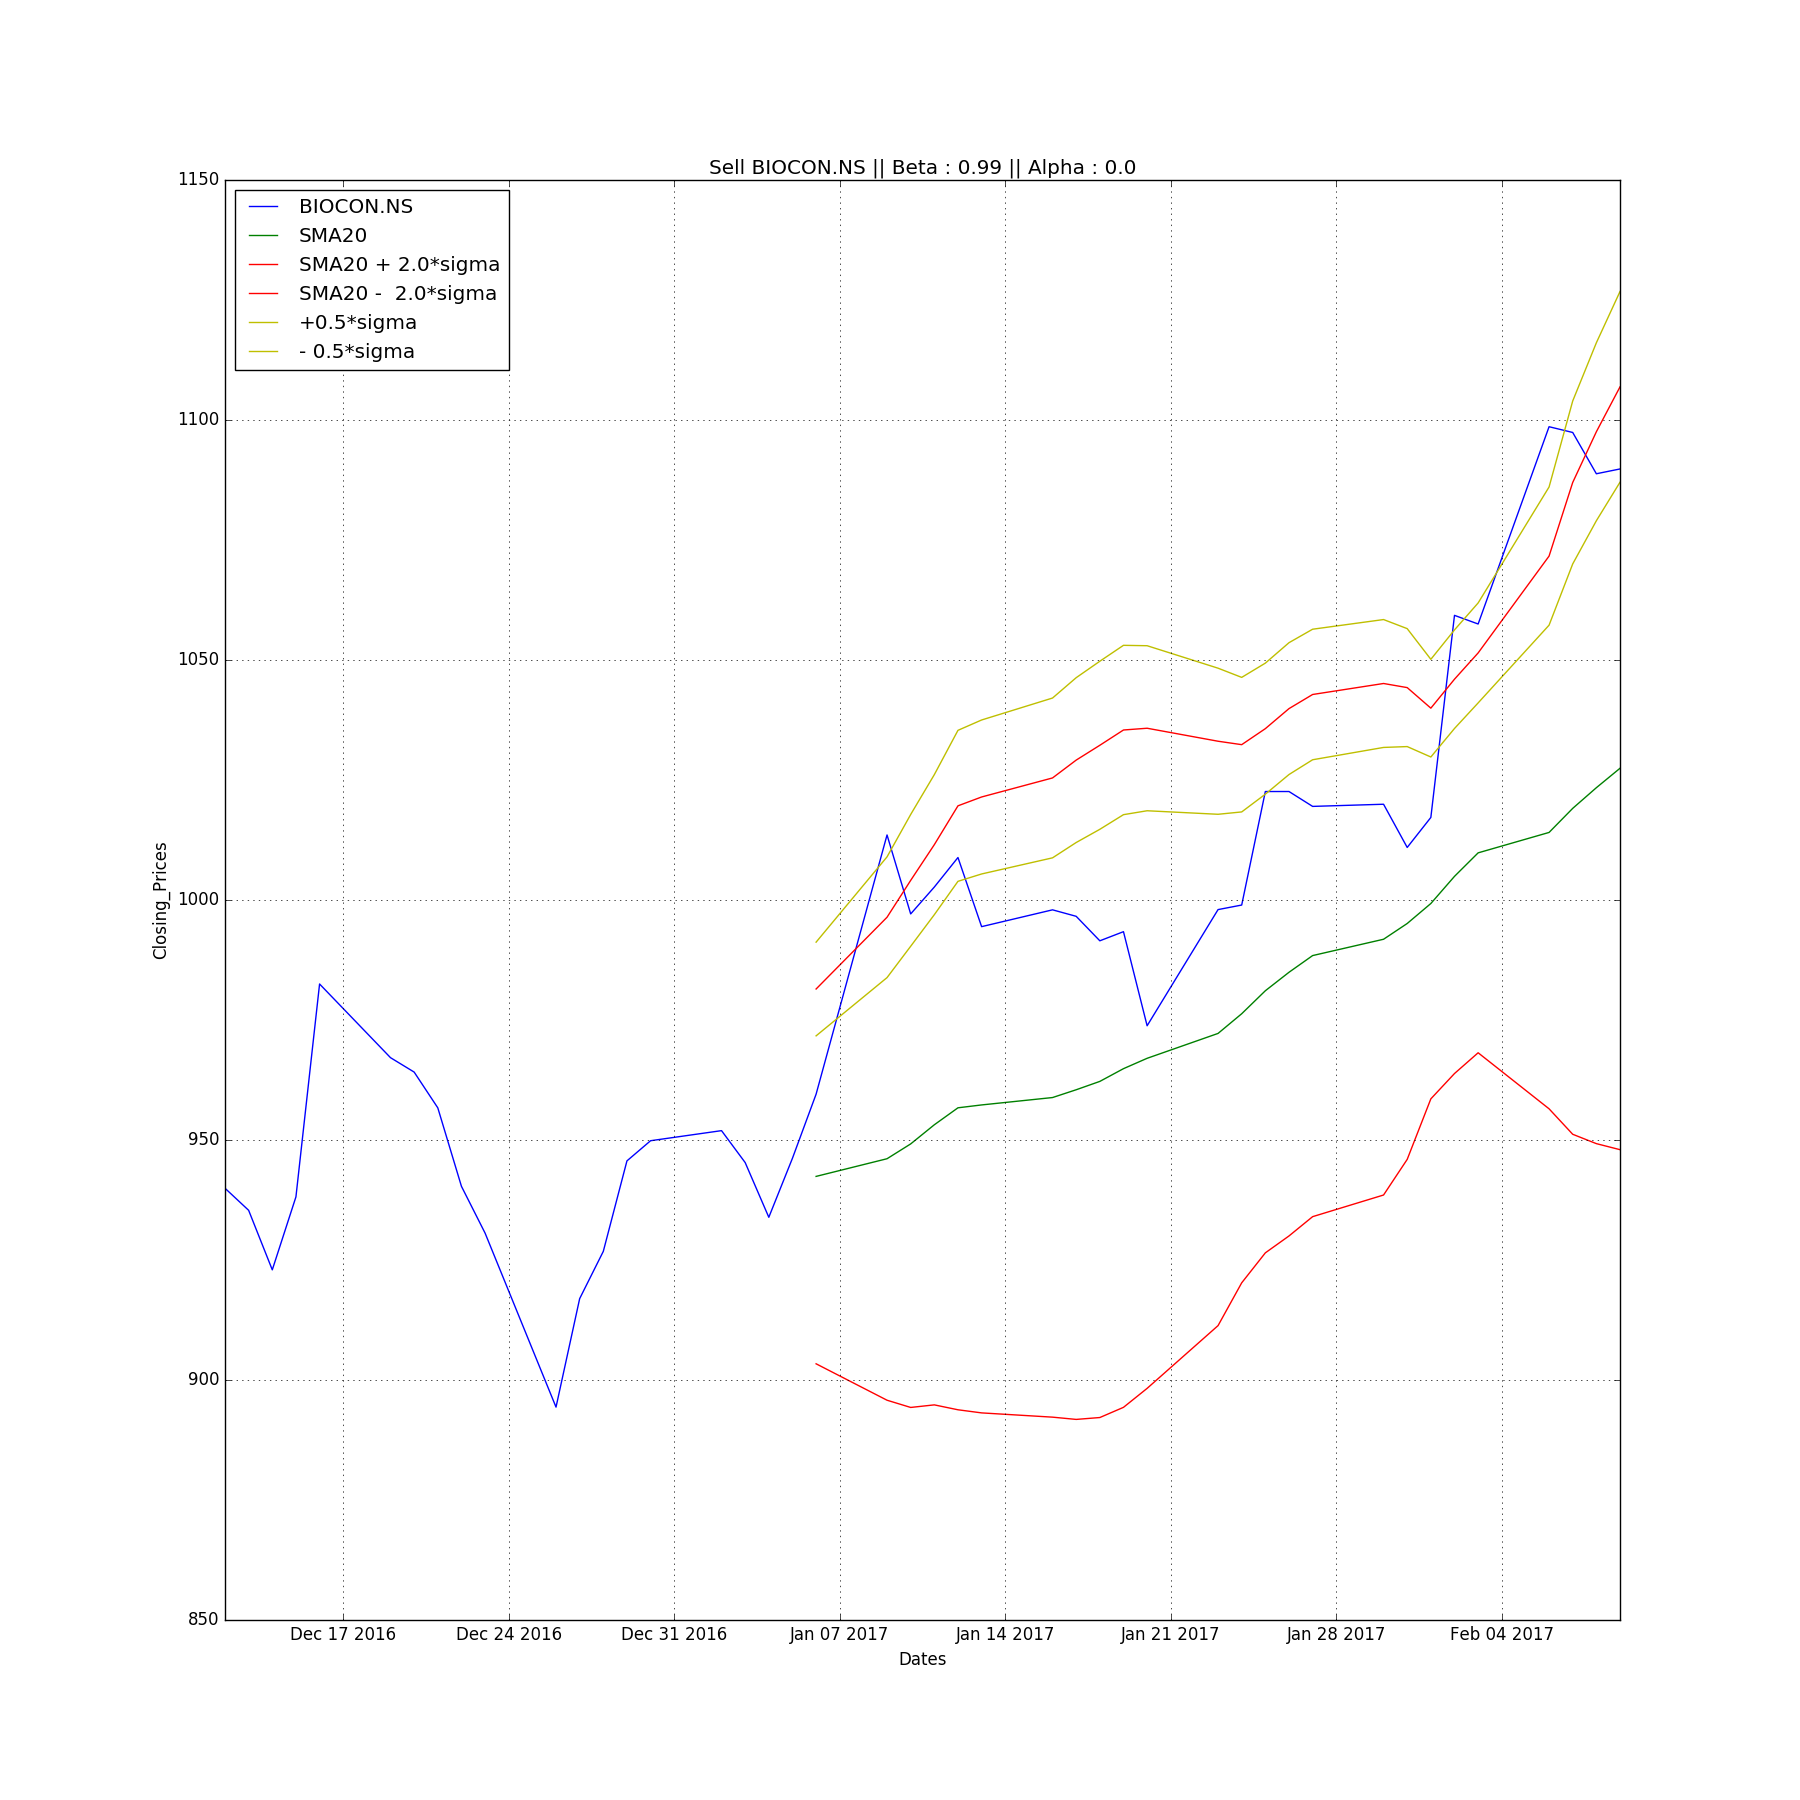 Sell BIOCON.NS || Beta : 0.99 || Alpha : 0.0
1150
1100
1050
1000
950
900
850
Closing_Prices
BIOCON.NS
SMA20
SMA20 + 2.0*sigma
SMA20 -  2.0*sigma
+0.5*sigma
- 0.5*sigma
Dec 17 2016
Dec 24 2016
Dec 31 2016
Jan 07 2017
Jan 14 2017
Jan 21 2017
Jan 28 2017
Feb 04 2017
Dates